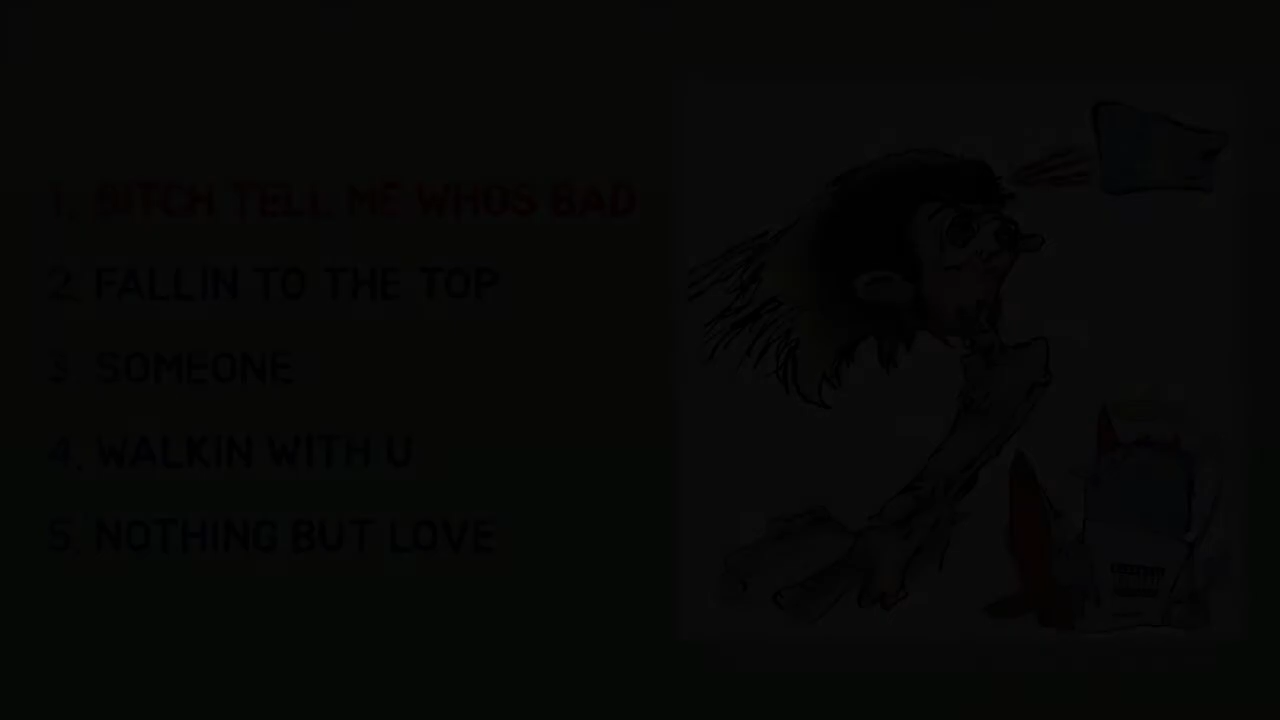 1. BITCH TELL ME WHOS BAD
2. FALLIN TO THE TOP
3. SOMEONE
4. WALKIN WITH U
5. NOTHING BUT LOVE